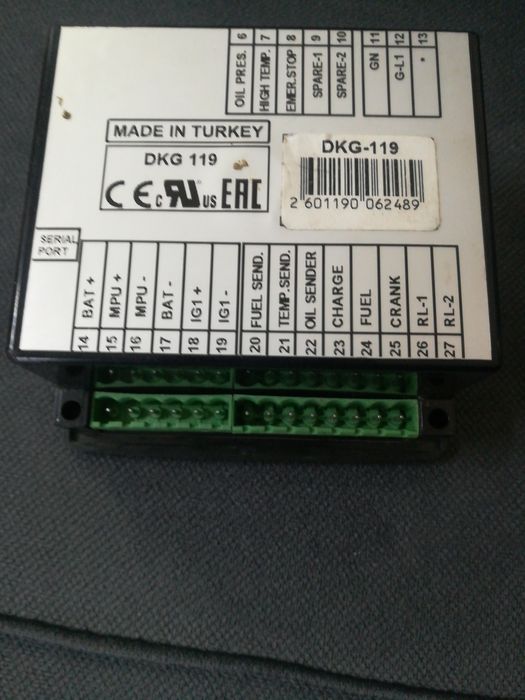 OIL PRES. 6
HIGH TEMP. 7
EMER.STOP 8
SPARE-1 9
SPARE-2 10
GN 11
G-L1 12
* 13
MADE IN TURKEY
DKG 119
CE c RU us EAC
DKG-119
2 601190 062489
SERIAL
PORT
14 BAT +
15 MPU +
16 MPU -
17 BAT -
18 IG1 +
19 IG1 -
20 FUEL SEND.
21 TEMP.SEND.
22 OIL SENDER
23 CHARGE
24 FUEL
25 CRANK
26 RL-1
27 RL-2